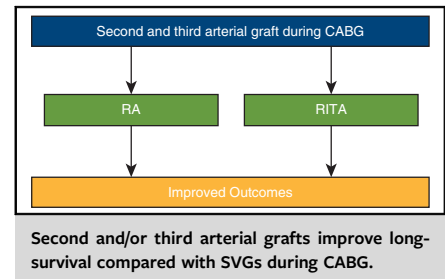 Second and third arterial graft during CABG
RA
RITA
Improved Outcomes
Second and/or third arterial grafts improve long-
survival compared with SVGs during CABG.